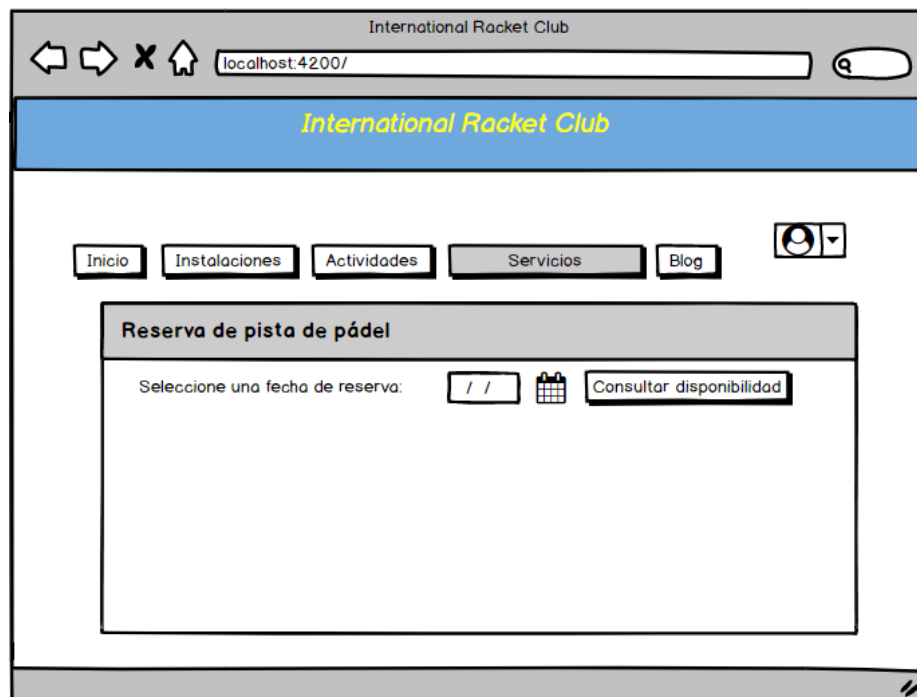 International Racket Club
localhost:4200/
International Racket Club
Inicio Instalaciones Actividades Servicios Blog
Reserva de pista de pádel
Seleccione una fecha de reserva: / / Consultar disponibilidad